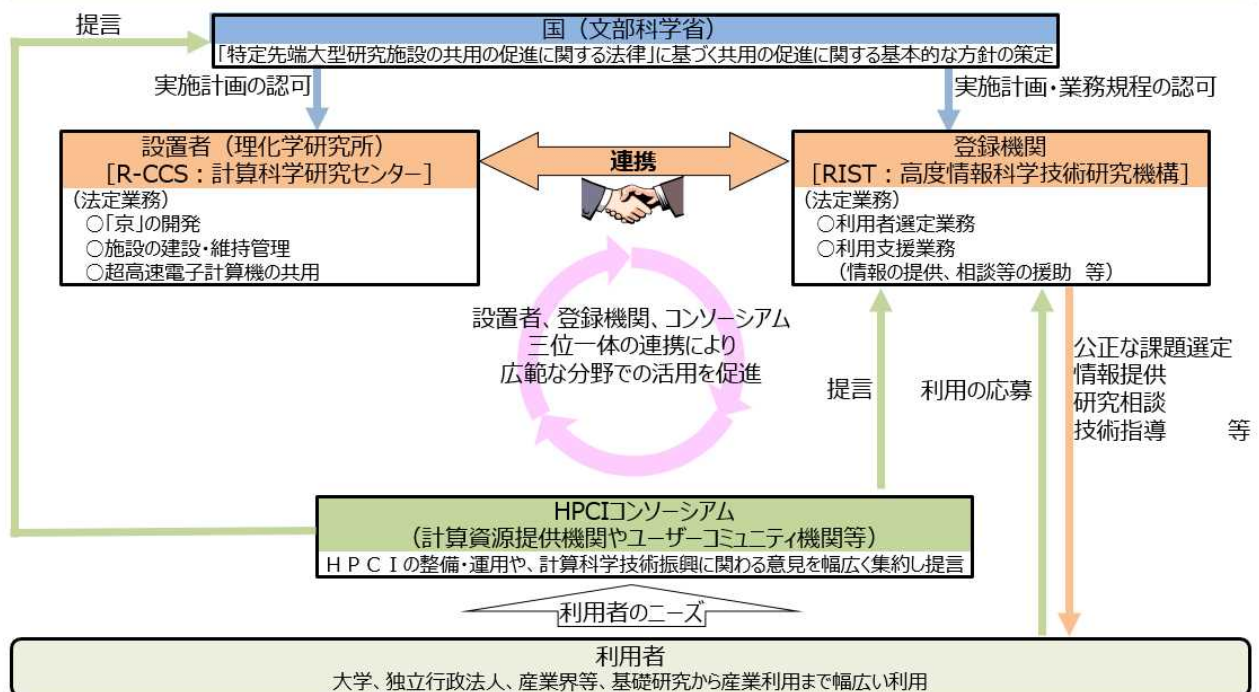 提言
国（文部科学省）
「特定先端大型研究施設の共用の促進に関する法律」に基づく共用の促進に関する基本的な方針の策定
実施計画の認可
実施計画・業務規程の認可
設置者（理化学研究所）
[R-CCS：計算科学研究センター]
(法定業務)
○「京」の開発
○施設の建設・維持管理
○超高速電子計算機の共用
連携
登録機関
[RIST：高度情報科学技術研究機構]
(法定業務)
○利用者選定業務
○利用支援業務
（情報の提供、相談等の援助　等）
設置者、登録機関、コンソーシアム
三位一体の連携により
広範な分野での活用を促進
提言
利用の応募
公正な課題選定
情報提供
研究相談
技術指導　　等
HPCIコンソーシアム
（計算資源提供機関やユーザーコミュニティ機関等）
ＨＰＣＩの整備・運用や、計算科学技術振興に関わる意見を幅広く集約し提言
利用者のニーズ
利用者
大学、独立行政法人、産業界等、基礎研究から産業利用まで幅広い利用